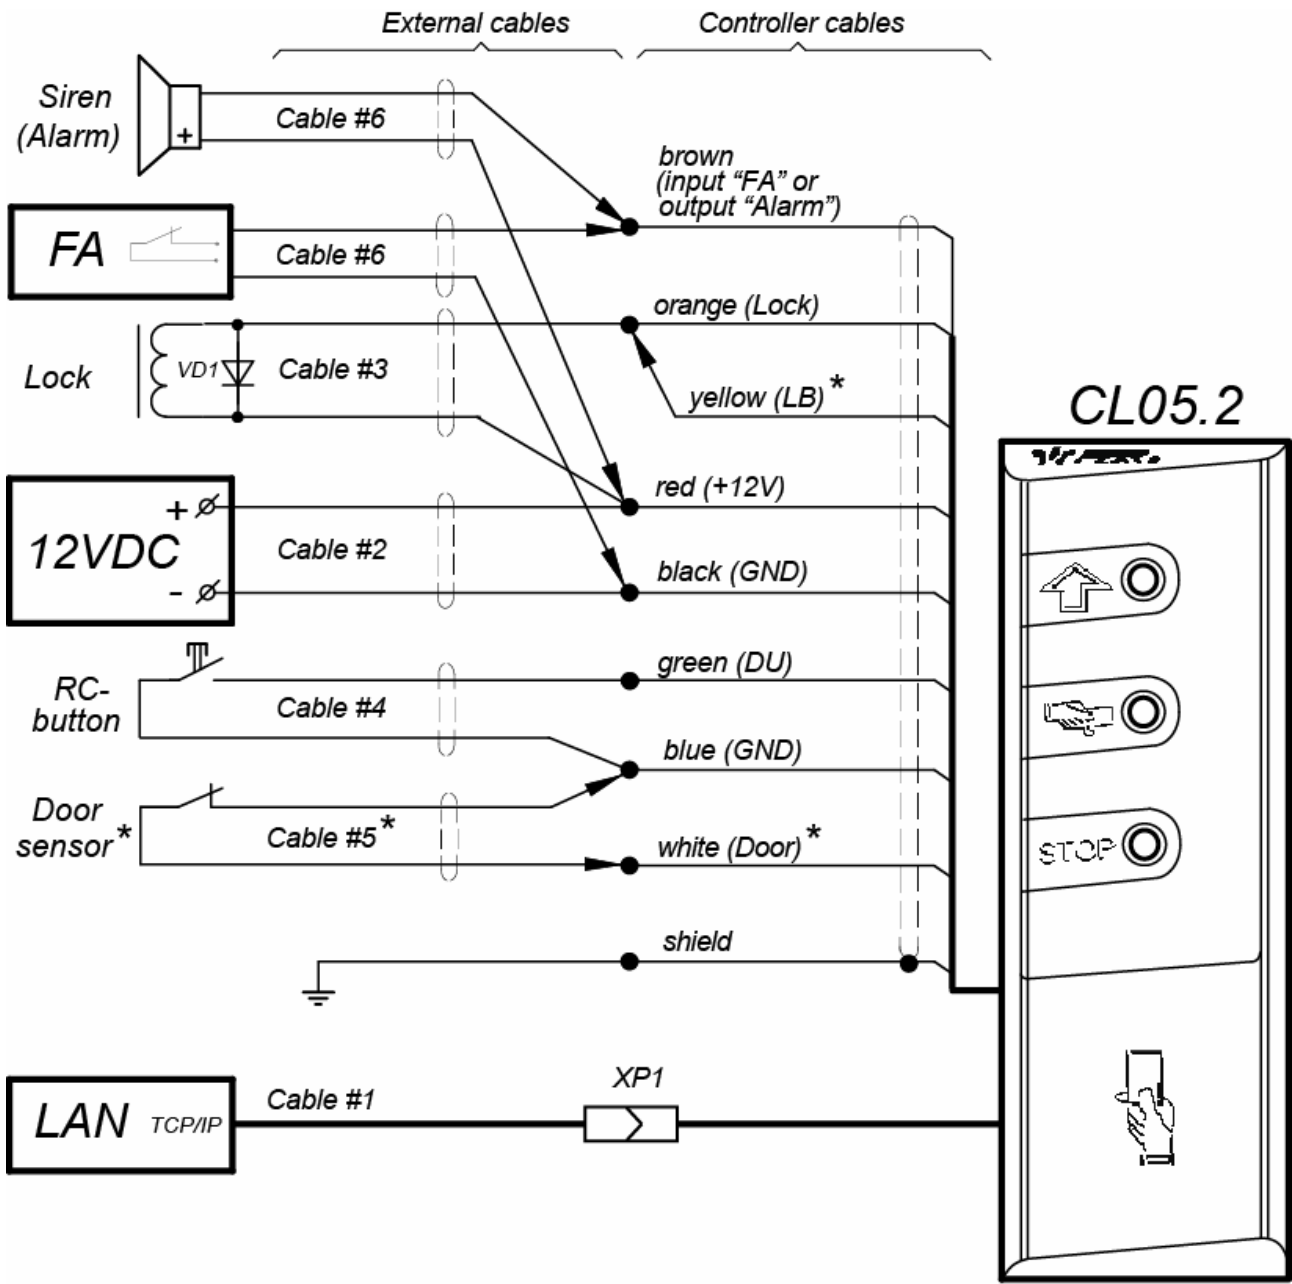 External cables
Controller cables
Siren
(Alarm)
+
Cable #6
brown
(input “FA” or
output “Alarm”)
FA
Cable #6
orange (Lock)
Lock
VD1
Cable #3
yellow (LB) *
CL05.2
12VDC
+
-
Cable #2
red (+12V)
black (GND)
RC-
button
Cable #4
green (DU)
blue (GND)
Door
sensor *
Cable #5 *
white (Door) *
STOP
shield
LAN TCP/IP
Cable #1
XP1